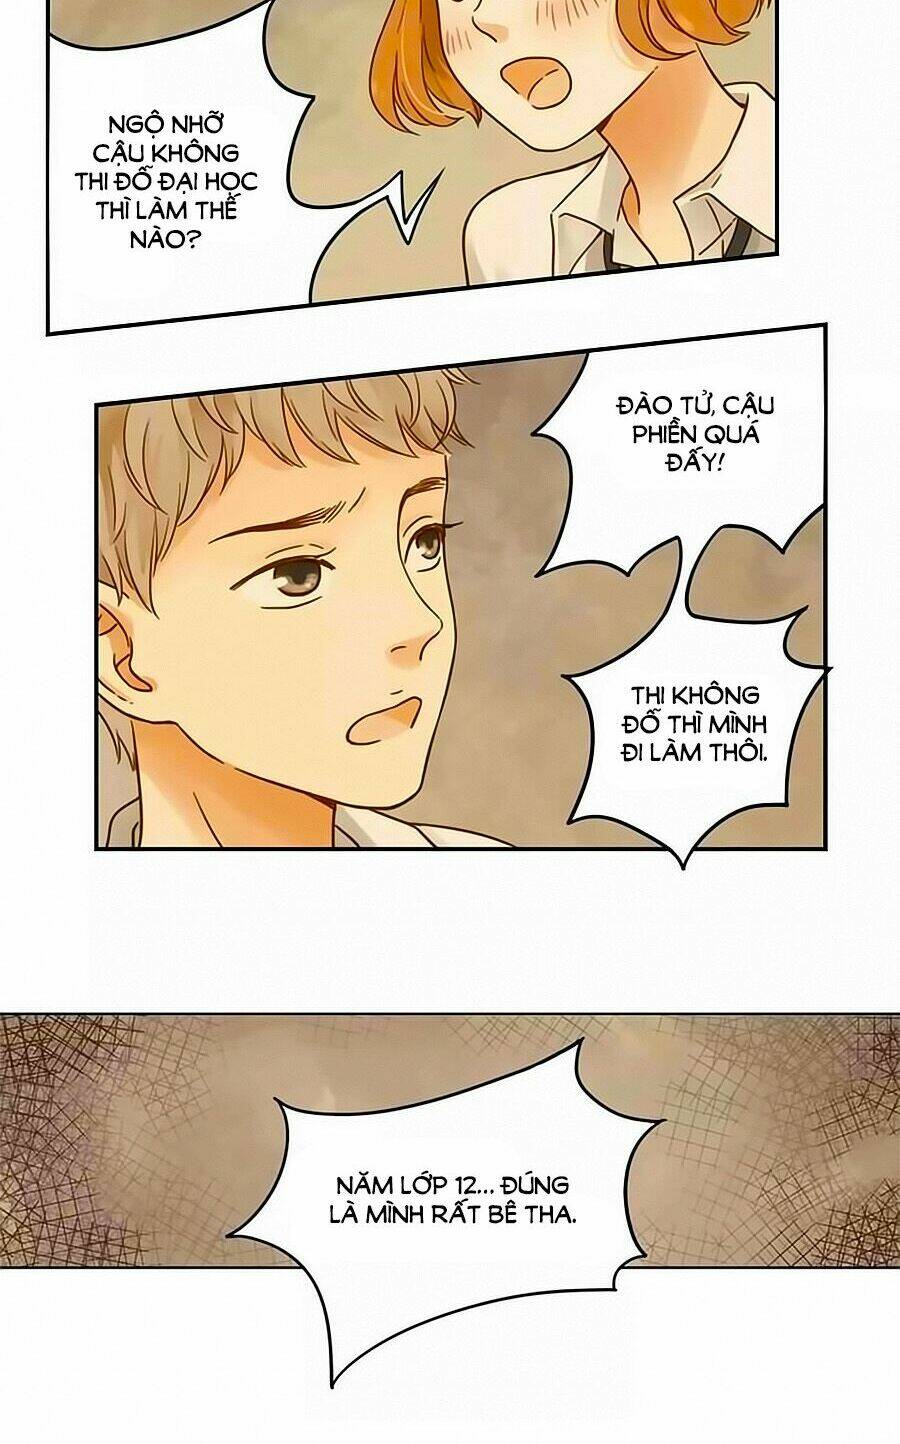 NGỘ NHỠ
CẬU KHÔNG
THI ĐỖ ĐẠI HỌC
THÌ LÀM THẾ
NÀO?
ĐÀO TỬ, CẬU
PHIỀN QUÁ
ĐẤY!
THI KHÔNG
ĐỖ THÌ MÌNH
ĐI LÀM THÔI.
NĂM LỚP 12... ĐÚNG
LÀ MÌNH RẤT BÊ THA.